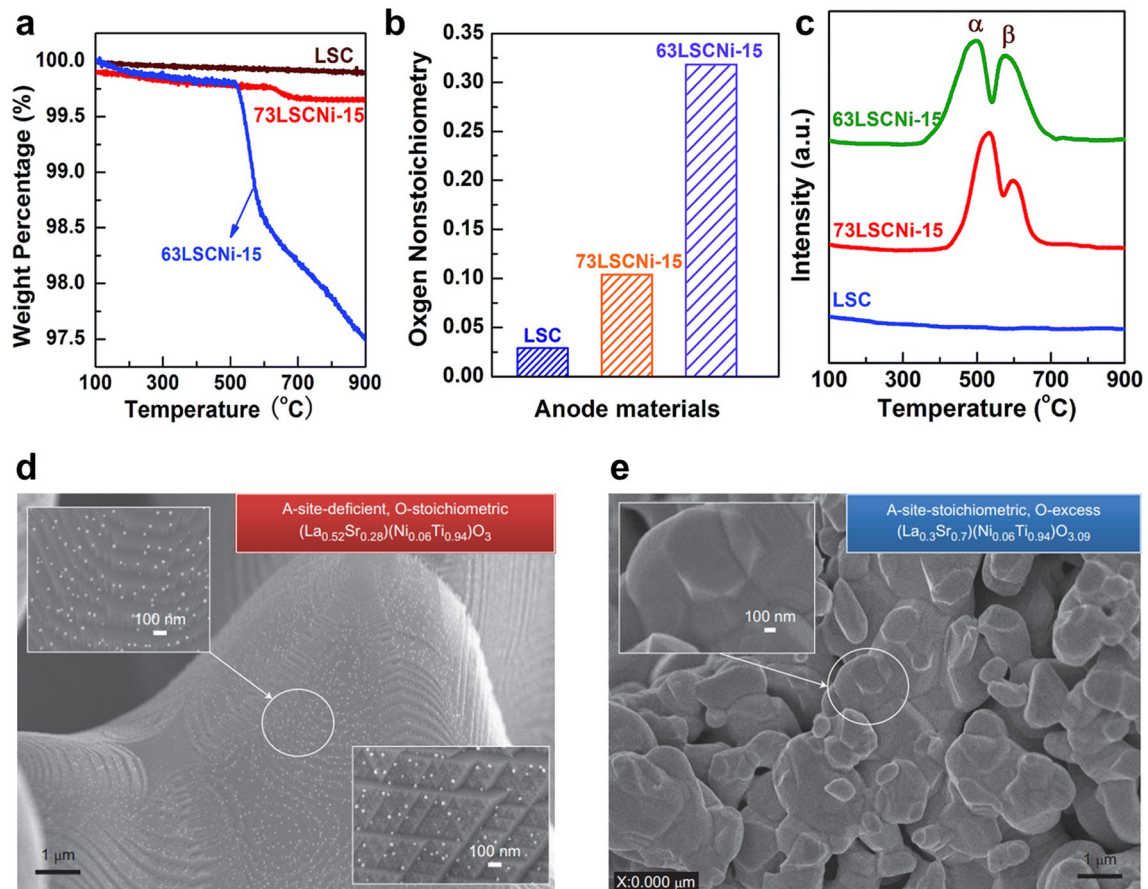 a
Weight Percentage (%)
100.0
99.5
99.0
98.5
98.0
97.5
LSC
73LSCNi-15
63LSCNi-15
100 300 500 700 900
Temperature (°C)
b
Oxgen Nonstoichiometry
0.35
0.30
0.25
0.20
0.15
0.10
0.05
0.00
63LSCNi-15
73LSCNi-15
LSC
Anode materials
c
Intensity (a.u.)
α β
63LSCNi-15
73LSCNi-15
LSC
100 300 500 700 900
Temperature (°C)
d
A-site-deficient, O-stoichiometric
(La0.52Sr0.28)(Ni0.06Ti0.94)O3
100 nm
100 nm
1 μm
e
A-site-stoichiometric, O-excess
(La0.3Sr0.7)(Ni0.06Ti0.94)O3.09
100 nm
1 μm
X:0.000 μm